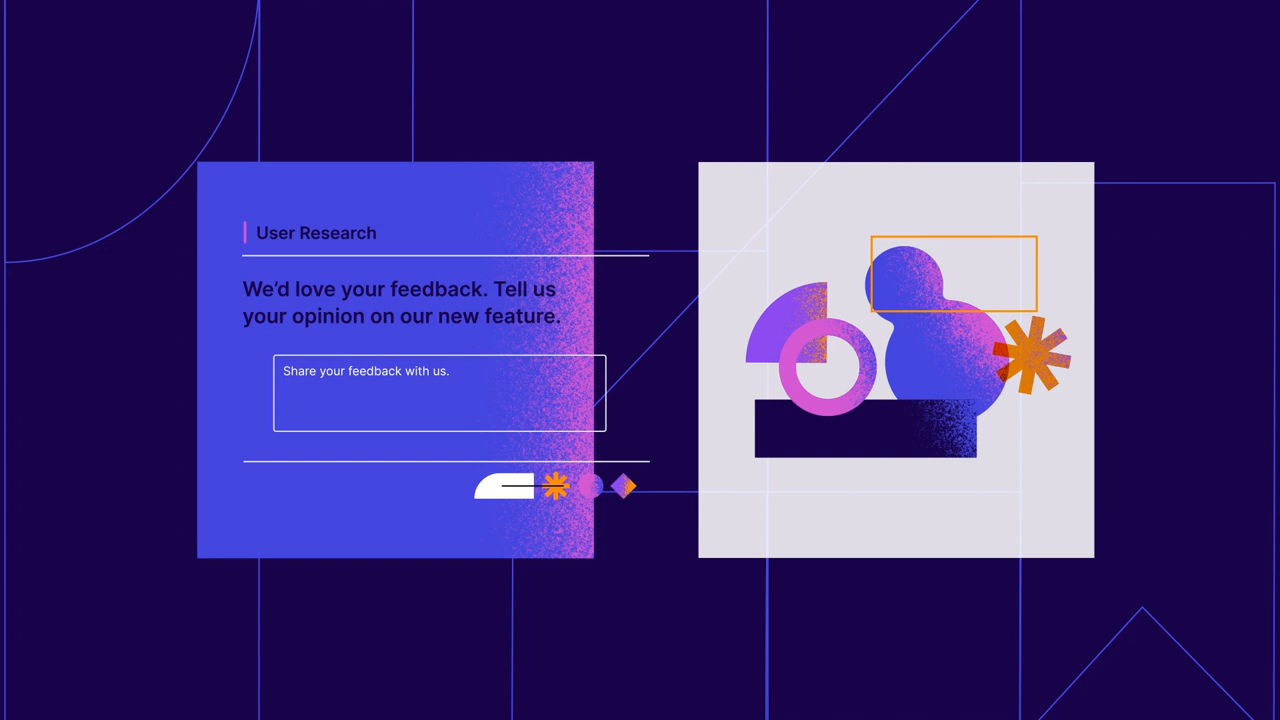 User Research
We’d love your feedback. Tell us
your opinion on our new feature.
Share your feedback with us.